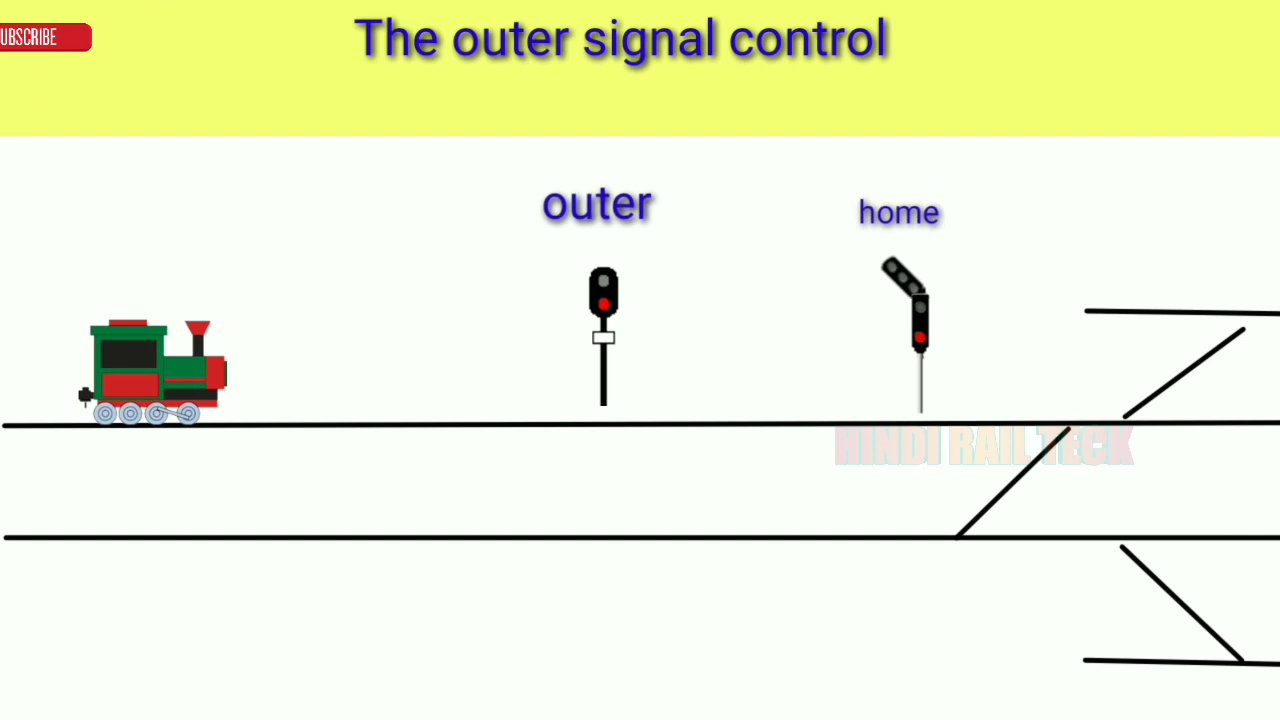 UBSCRIBE
The outer signal control
outer
home
HINDI RAIL TECK